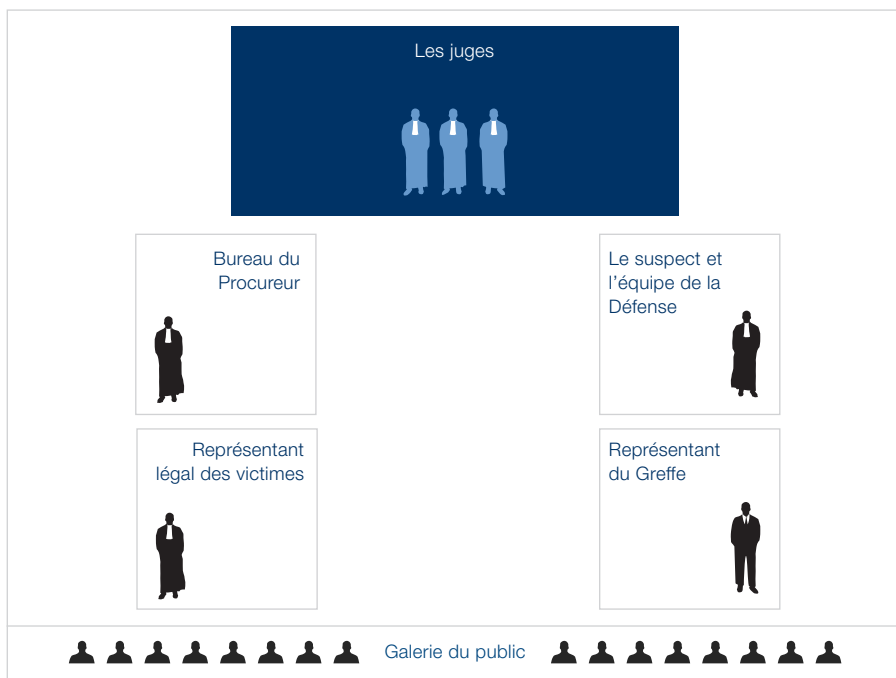 Les juges
Bureau du
Procureur
Le suspect et
l’équipe de la
Défense
Représentant
légal des victimes
Représentant
du Greffe
Galerie du public